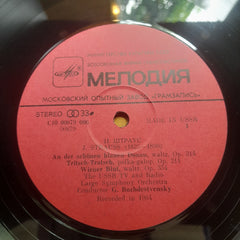 МЕЛОДИЯ
МОСКОВСКИЙ ОПЫТНЫЙ ЗАВОД «ГРАМЗАПИСЬ»
STEREO 33
MADE IN USSR
И. ШТРАУС
J. STRAUSS
An der schönen blauen Donau, waltz, Op. 314
Tritsch-Tratsch, polka-galop, Op. 214
Wiener Blut, waltz, Op. 354
The USSR TV and Radio
Large Symphony Orchestra
Conductor G. Rozhdestvensky
Recorded in 1964